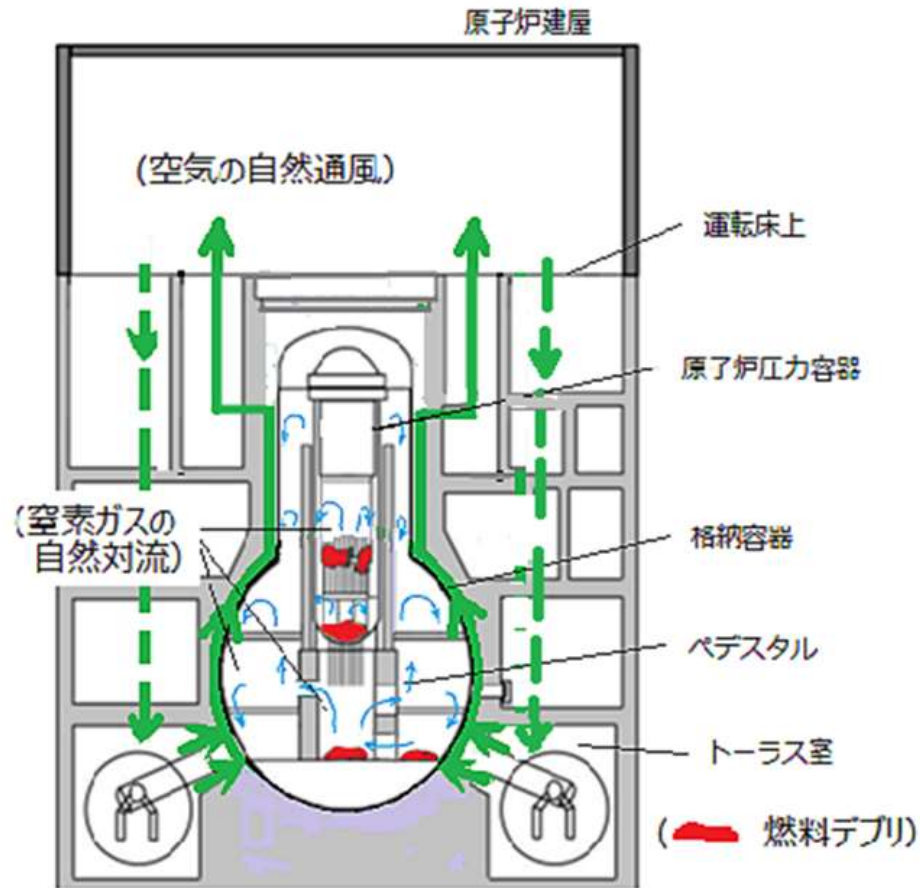 原子炉建屋
(空気の自然通風)
運転床上
原子炉圧力容器
(窒素ガスの
自然対流)
格納容器
ペデスタル
トーラス室
( 燃料デブリ)